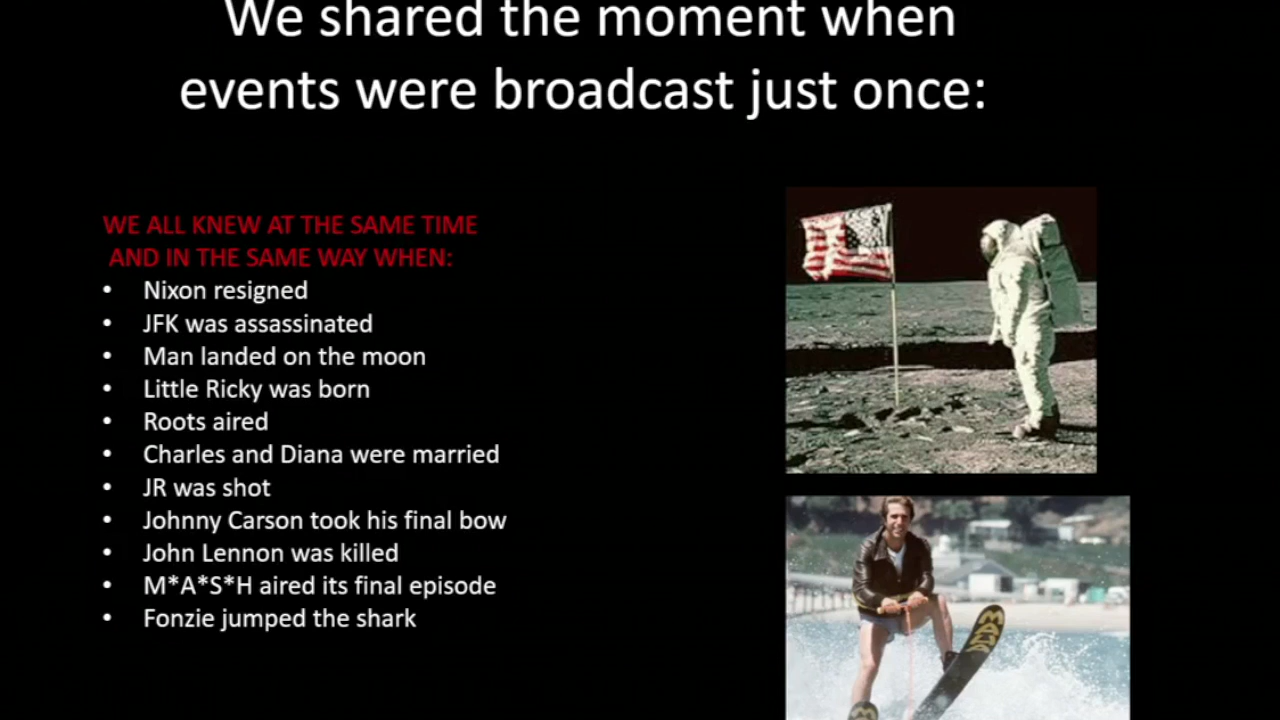 We shared the moment when
events were broadcast just once:
WE ALL KNEW AT THE SAME TIME
AND IN THE SAME WAY WHEN:
• Nixon resigned
• JFK was assassinated
• Man landed on the moon
• Little Ricky was born
• Roots aired
• Charles and Diana were married
• JR was shot
• Johnny Carson took his final bow
• John Lennon was killed
• M*A*S*H aired its final episode
• Fonzie jumped the shark